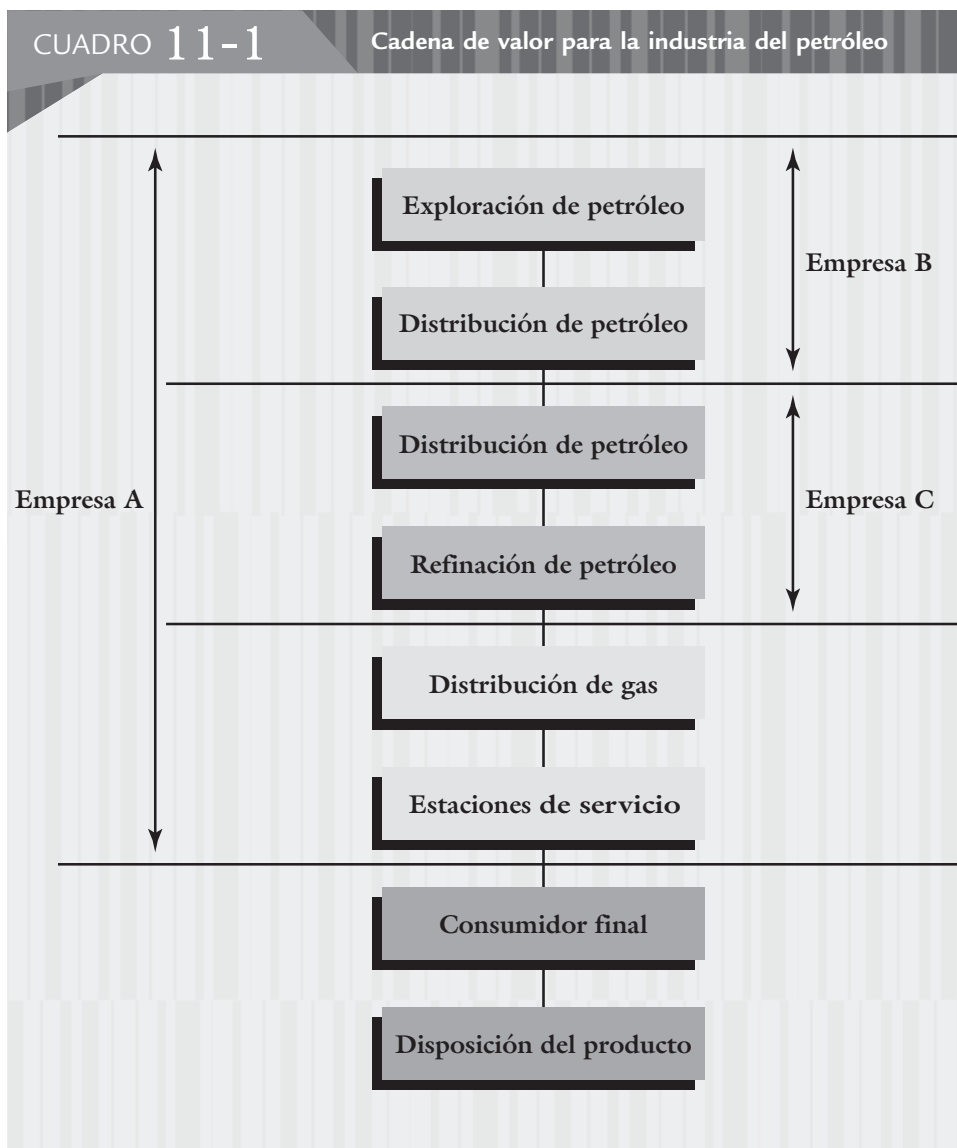 CUADRO 11-1
Cadena de valor para la industria del petróleo
Exploración de petróleo
Empresa B
Distribución de petróleo
Distribución de petróleo
Empresa A
Empresa C
Refinación de petróleo
Distribución de gas
Estaciones de servicio
Consumidor final
Disposición del producto